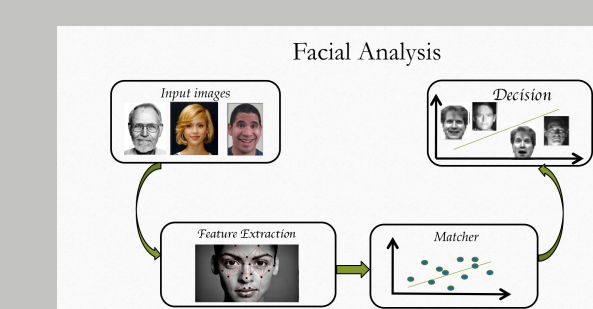 Facial Analysis
Input images
Decision
Feature Extraction
Matcher